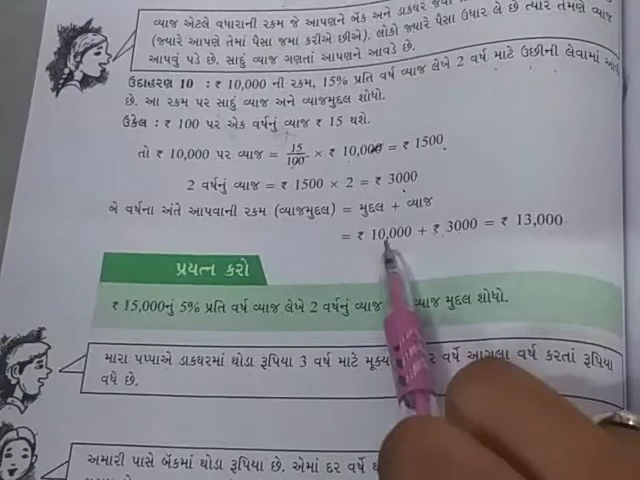 વ્યાજ એટલે વધારાની રકમ જે આપણને બૅંક અને ડાકઘર જેવી
(જ્યારે આપણે તેમાં પૈસા જમા કરીએ છીએ). લોકો જ્યારે પૈસા ઉધાર લે છે ત્યારે તેમણે વ્યાજ
આપવું પડે છે. સાદું વ્યાજ ગણતાં આપણને આવડે છે.
ઉદાહરણ 10 : ₹ 10,000 ની રકમ, 15% પ્રતિ વર્ષ વ્યાજ લેખે 2 વર્ષ માટે ઉછીની લેવામાં
છે. આ રકમ પર સાદું વ્યાજ અને વ્યાજમુદ્દલ શોધો.
ઉકેલ : ₹ 100 પર એક વર્ષનું વ્યાજ ₹ 15 થશે.
તો ₹ 10,000 પર વ્યાજ = 15/100 × ₹ 10,000 = ₹ 1500
2 વર્ષનું વ્યાજ = ₹ 1500 × 2 = ₹ 3000
બે વર્ષના અંતે આપવાની રકમ (વ્યાજમુદ્દલ) = મુદ્દલ + વ્યાજ
= ₹ 10,000 + ₹ 3000 = ₹ 13,000
પ્રયત્ન કરો
₹ 15,000નું 5% પ્રતિ વર્ષ વ્યાજ લેખે 2 વર્ષનું વ્યાજ વ્યાજ મુદ્દલ શોધો.
મારા પપ્પાએ ડાકઘરમાં થોડા રૂપિયા 3 વર્ષ માટે મૂક્યા વર્ષે આગલા વર્ષ કરતાં રૂપિયા
વધે છે.
અમારી પાસે બૅંકમાં થોડા રૂપિયા છે. એમાં દર વર્ષે